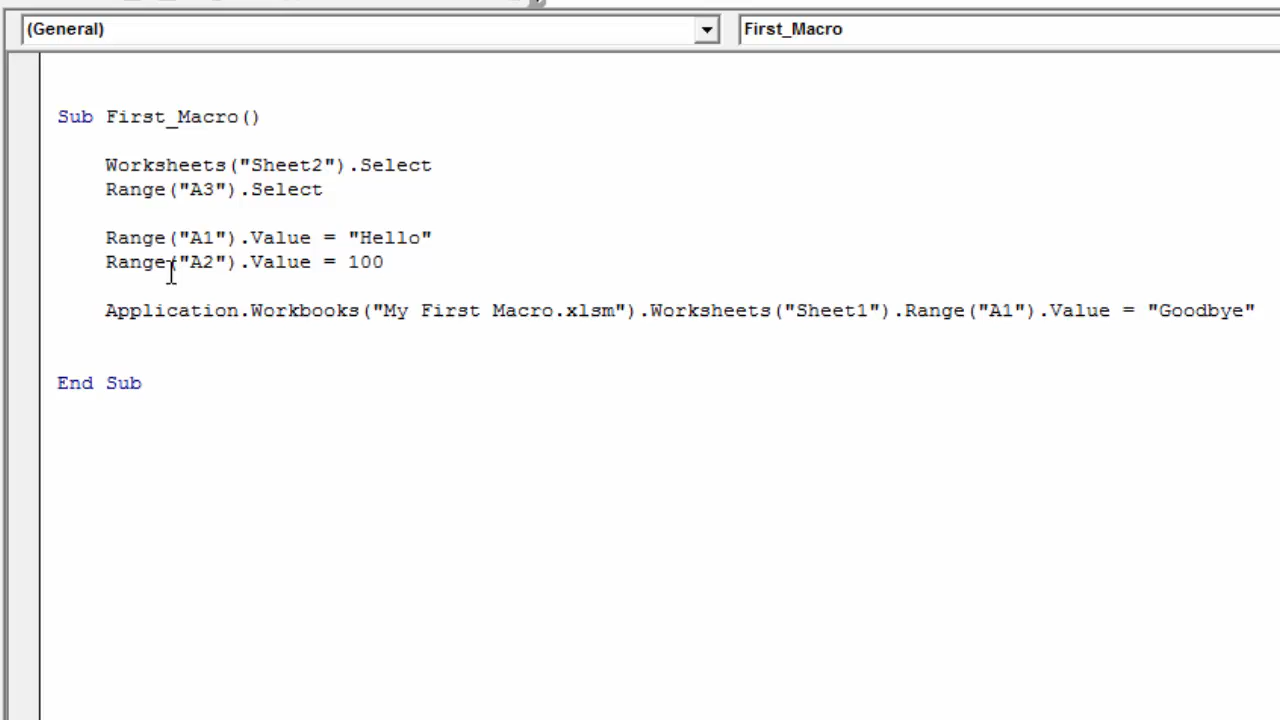 (General)
First_Macro
Sub First_Macro()
Worksheets("Sheet2").Select
Range("A3").Select
Range("A1").Value = "Hello"
Range("A2").Value = 100
Application.Workbooks("My First Macro.xlsm").Worksheets("Sheet1").Range("A1").Value = "Goodbye"
End Sub